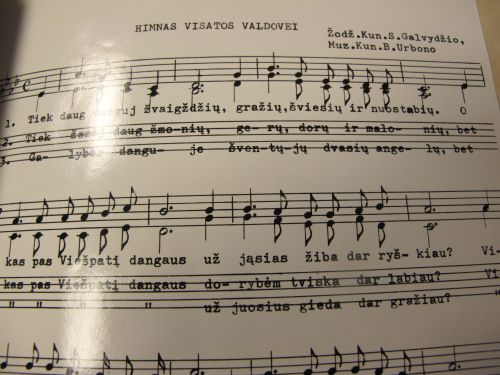 HIMNAS VISATOS VALDOVEI
Žodž.Kun.S.Galvydžio,
Muz.Kun.B.Urbono
1. Tiek daug danguj žvaigždžių, gražių,šviesių ir nuostabių. O
2. Tiek žemėj daug žmo-nių, ge-rų, dorų ir malo-nių, bet
3. Ga-lybės dangu-je šven-tų-jų dvasių ange-lų, bet
kas pas Viešpatį dangaus už jąsias žiba dar ryš-kiau? Vi-
kas pas Viešpatį dangaus do-rybėm tviska dar labiau? Vi-
" " " už juosius gieda dar gražiau?